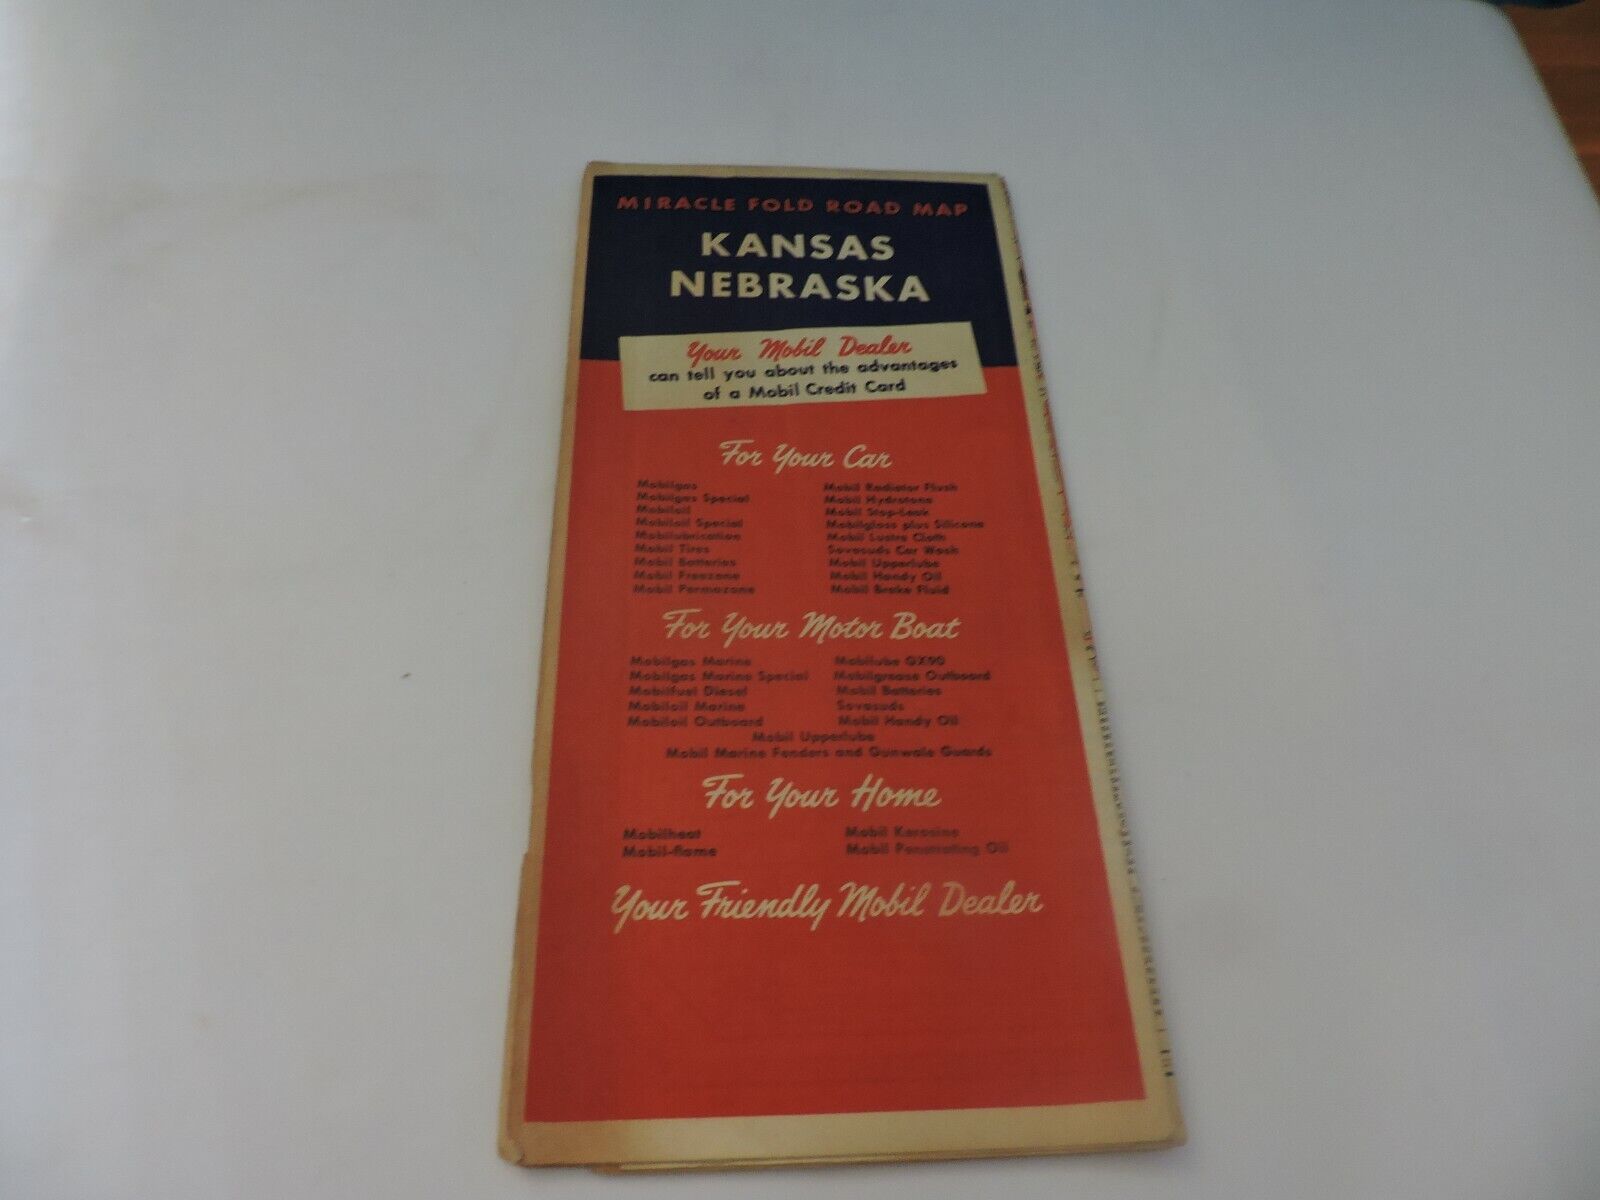 MIRACLE FOLD ROAD MAP
KANSAS
NEBRASKA
Your Mobil Dealer
can tell you about the advantages
of a Mobil Credit Card
For Your Car
Mobilgas
Mobilgas Special
Mobiloil
Mobiloil Special
Mobilubrication
Mobil Tires
Mobil Batteries
Mobil Freezone
Mobil Permazone
Mobil Radiator Flush
Mobil Hydrotone
Mobil Stop-Leak
Mobilgloss plus Silicone
Mobil Lustre Cloth
Sovasuds Car Wash
Mobil Upperlube
Mobil Handy Oil
Mobil Brake Fluid
For Your Motor Boat
Mobilgas Marine
Mobilgas Marine Special
Mobilfuel Diesel
Mobiloil Marine
Mobiloil Outboard
Mobilube GX90
Mobilgrease Outboard
Mobil Batteries
Sovasuds
Mobil Handy Oil
Mobil Upperlube
Mobil Marine Fenders and Gunwale Guards
For Your Home
Mobilheat
Mobil-flame
Mobil Kerosine
Mobil Penetrating Oil
Your Friendly Mobil Dealer